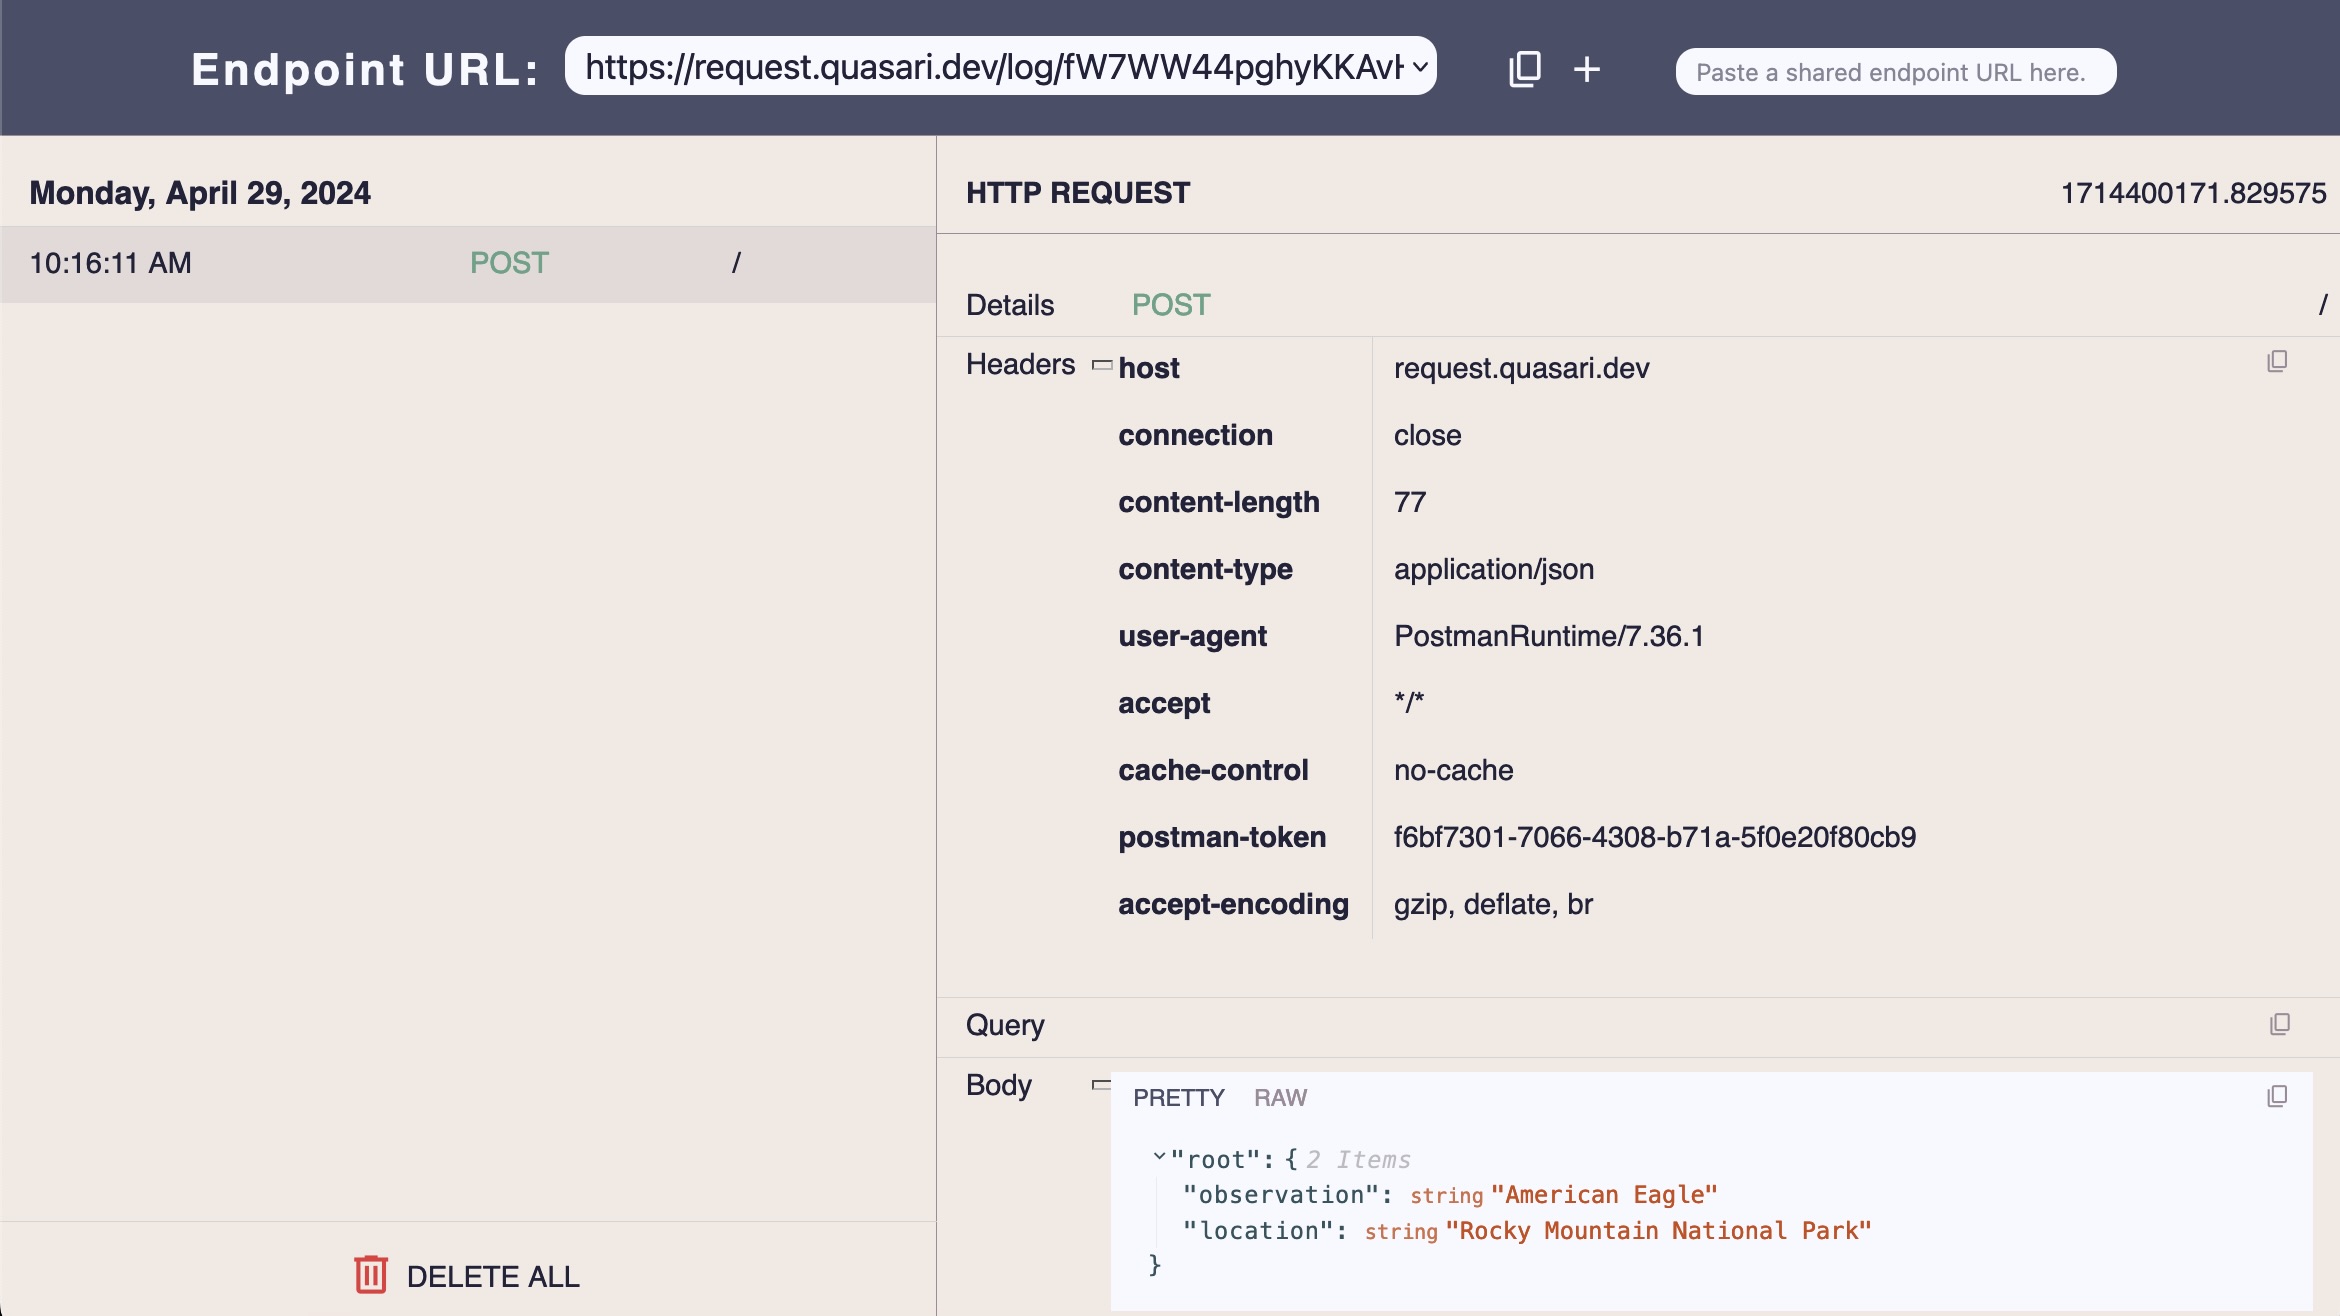 Endpoint URL: https://request.quasari.dev/log/fW7WW44pghyKKAv Paste a shared endpoint URL here.
Monday, April 29, 2024
10:16:11 AM POST /
HTTP REQUEST 1714400171.829575
Details POST /
Headers host request.quasari.dev
connection close
content-length 77
content-type application/json
user-agent PostmanRuntime/7.36.1
accept */*
cache-control no-cache
postman-token f6bf7301-7066-4308-b71a-5f0e20f80cb9
accept-encoding gzip, deflate, br
Query
Body PRETTY RAW
"root": { 2 Items
"observation": string "American Eagle"
"location": string "Rocky Mountain National Park"
}
DELETE ALL